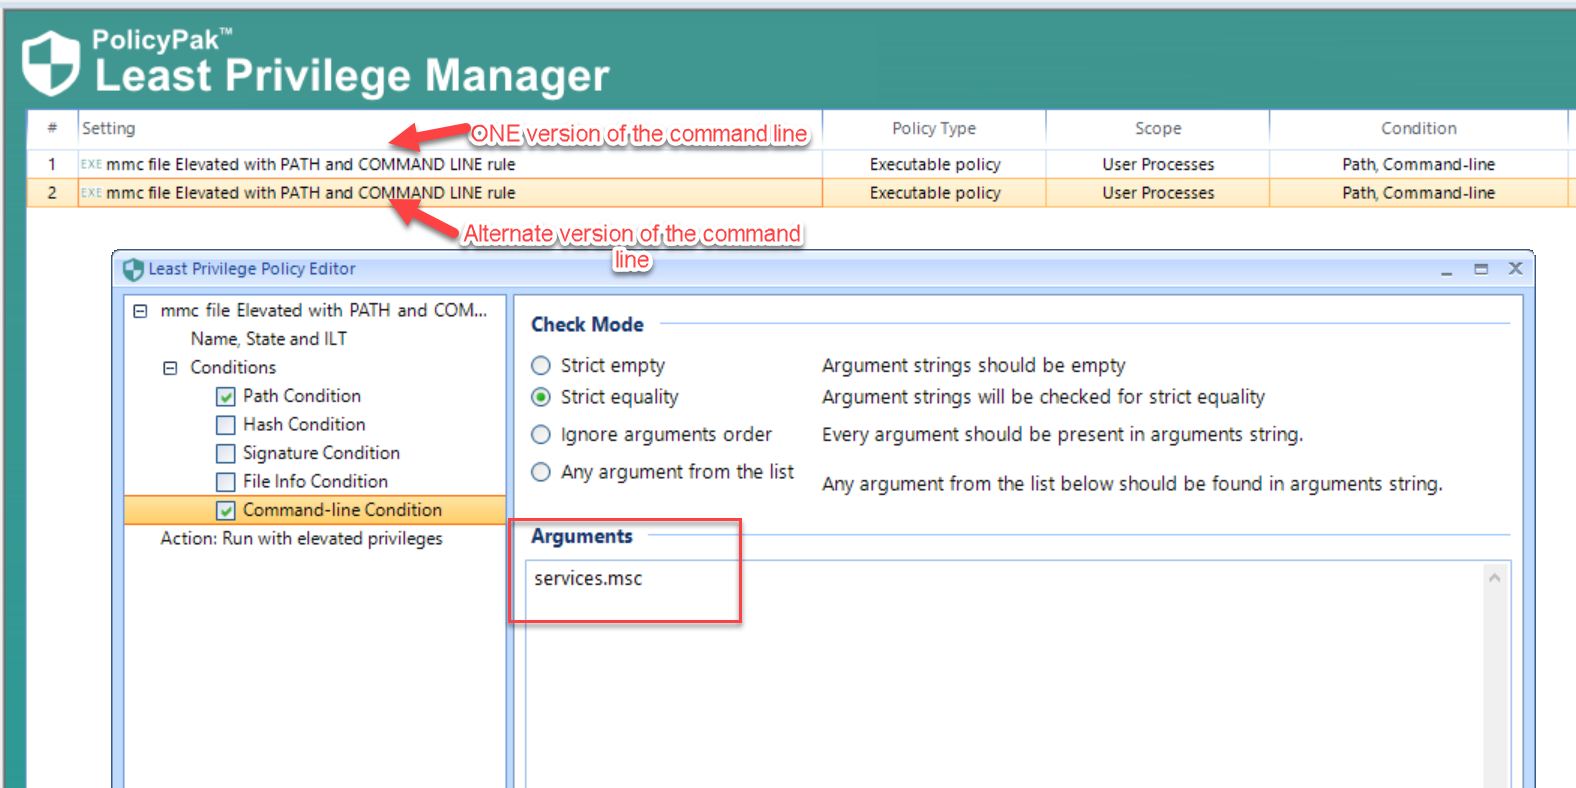 PolicyPak™
Least Privilege Manager
# Setting Policy Type Scope Condition
ONE version of the command line
1 EXE mmc file Elevated with PATH and COMMAND LINE rule Executable policy User Processes Path, Command-line
2 EXE mmc file Elevated with PATH and COMMAND LINE rule Executable policy User Processes Path, Command-line
Alternate version of the command
line
Least Privilege Policy Editor
mmc file Elevated with PATH and COM...
Name, State and ILT
Conditions
Path Condition
Hash Condition
Signature Condition
File Info Condition
Command-line Condition
Action: Run with elevated privileges
Check Mode
Strict empty Argument strings should be empty
Strict equality Argument strings will be checked for strict equality
Ignore arguments order Every argument should be present in arguments string.
Any argument from the list Any argument from the list below should be found in arguments string.
Arguments
services.msc